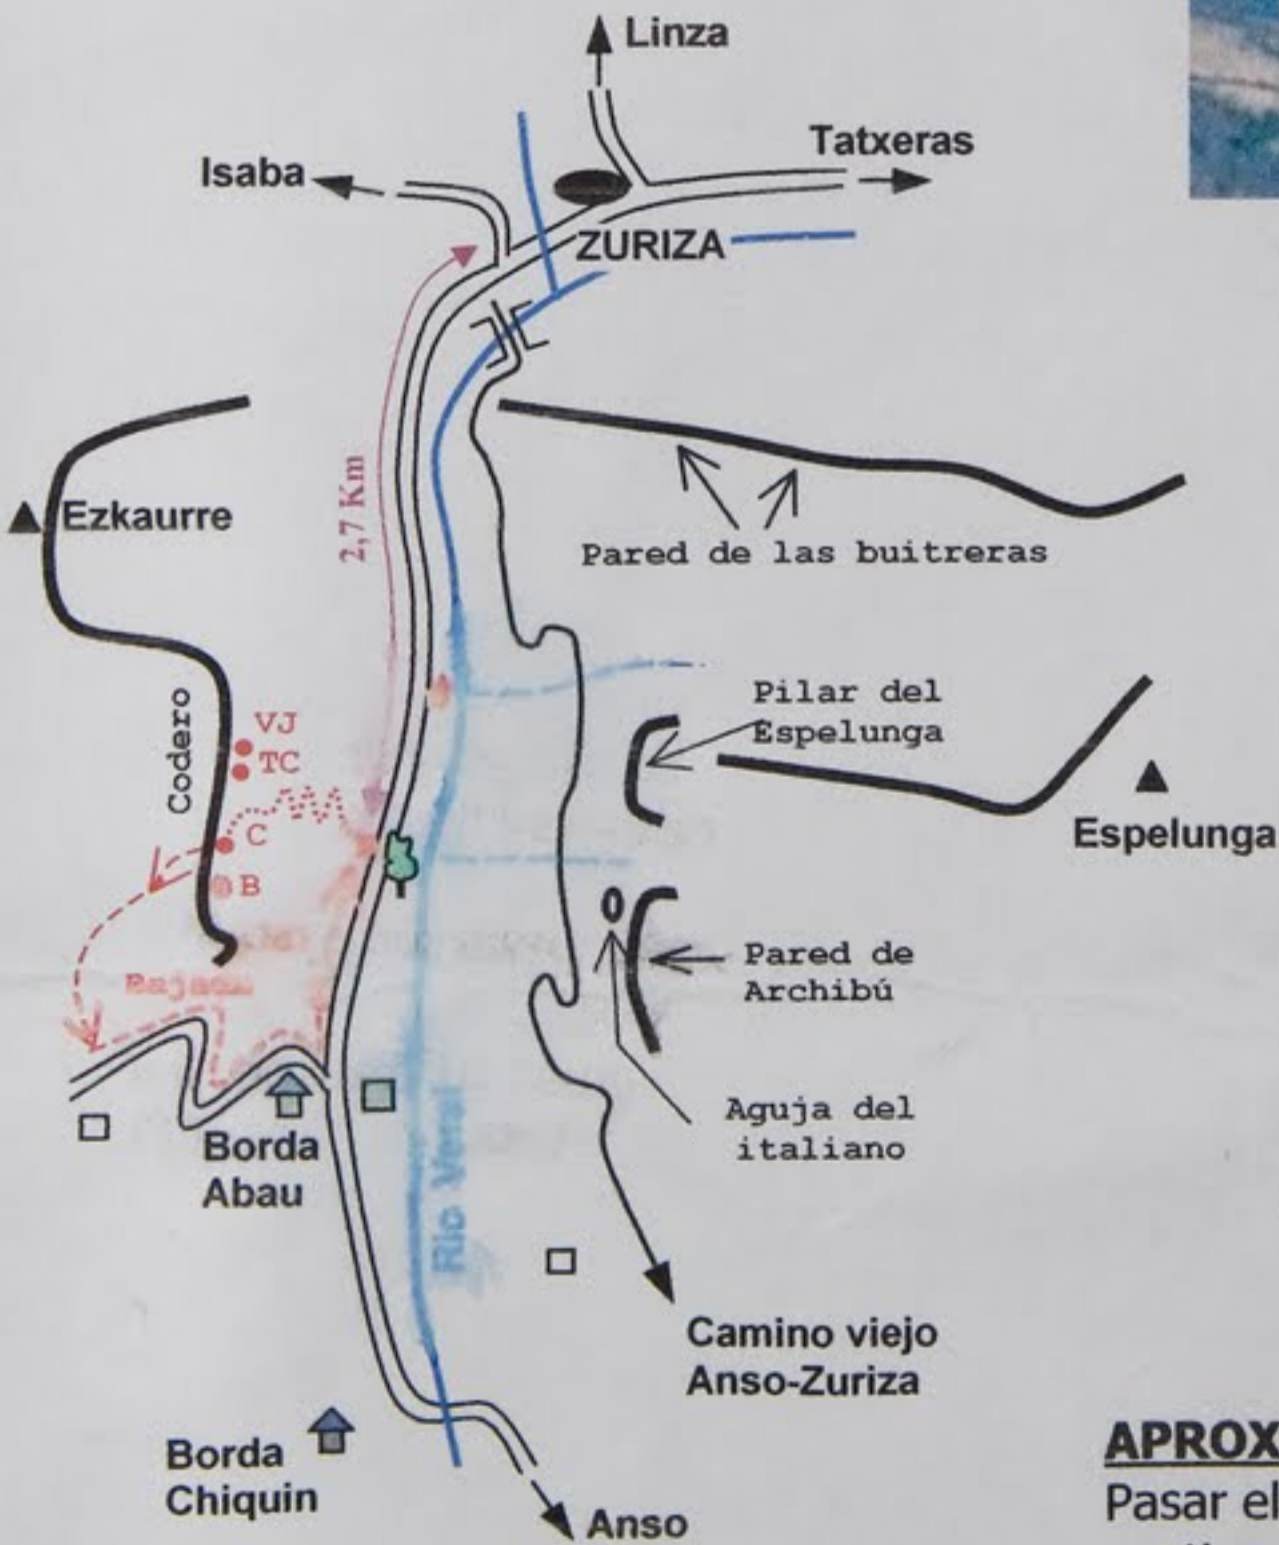 Linza
Tatxeras
Isaba
ZURIZA
2,7 Km
Ezkaurre
Pared de las buitreras
Codero
VJ
TC
C
B
Pilar del
Espelunga
Espelunga
Pared de
Archibú
Aguja del
italiano
Borda
Abau
Rio Veral
Camino viejo
Anso-Zuriza
Borda
Chiquin
Anso
APROX
Pasar el